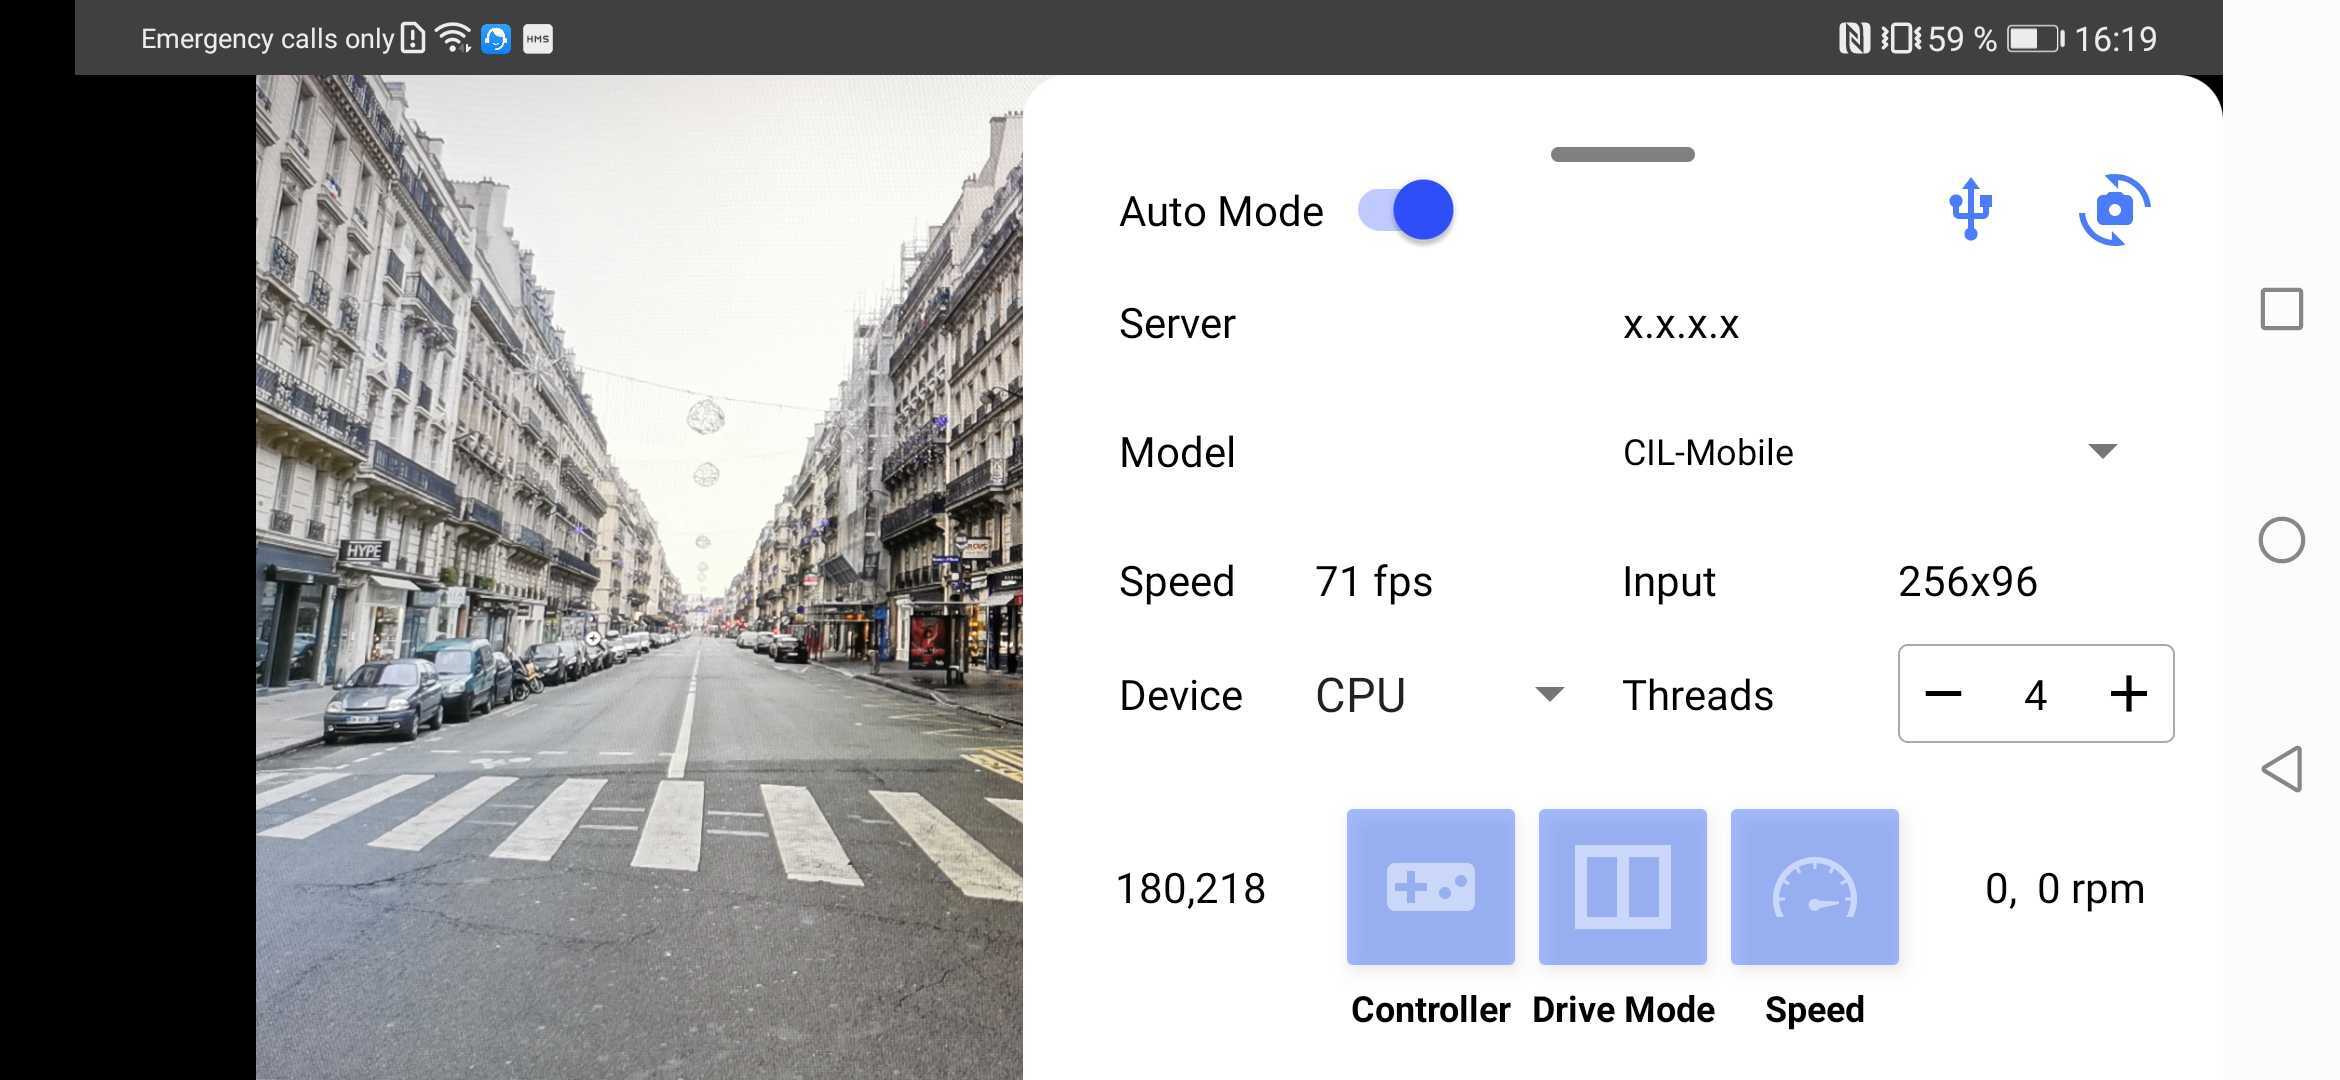 Emergency calls only HMS 59 % 16:19
HYPE
Auto Mode
Server x.x.x.x
Model CIL-Mobile
Speed 71 fps Input 256x96
Device CPU Threads 4
180,218 0, 0 rpm
Controller Drive Mode Speed